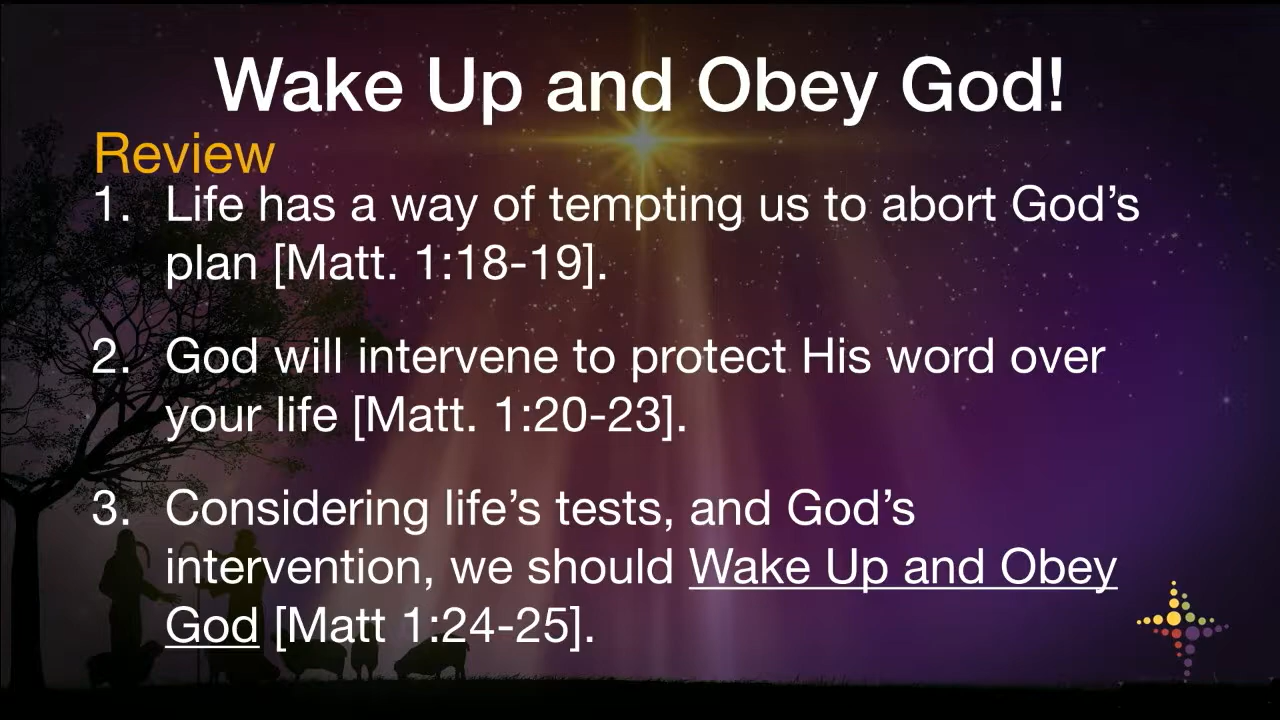 Wake Up and Obey God!
Review
1. Life has a way of tempting us to abort God’s
plan [Matt. 1:18-19].
2. God will intervene to protect His word over
your life [Matt. 1:20-23].
3. Considering life’s tests, and God’s
intervention, we should Wake Up and Obey
God [Matt 1:24-25].